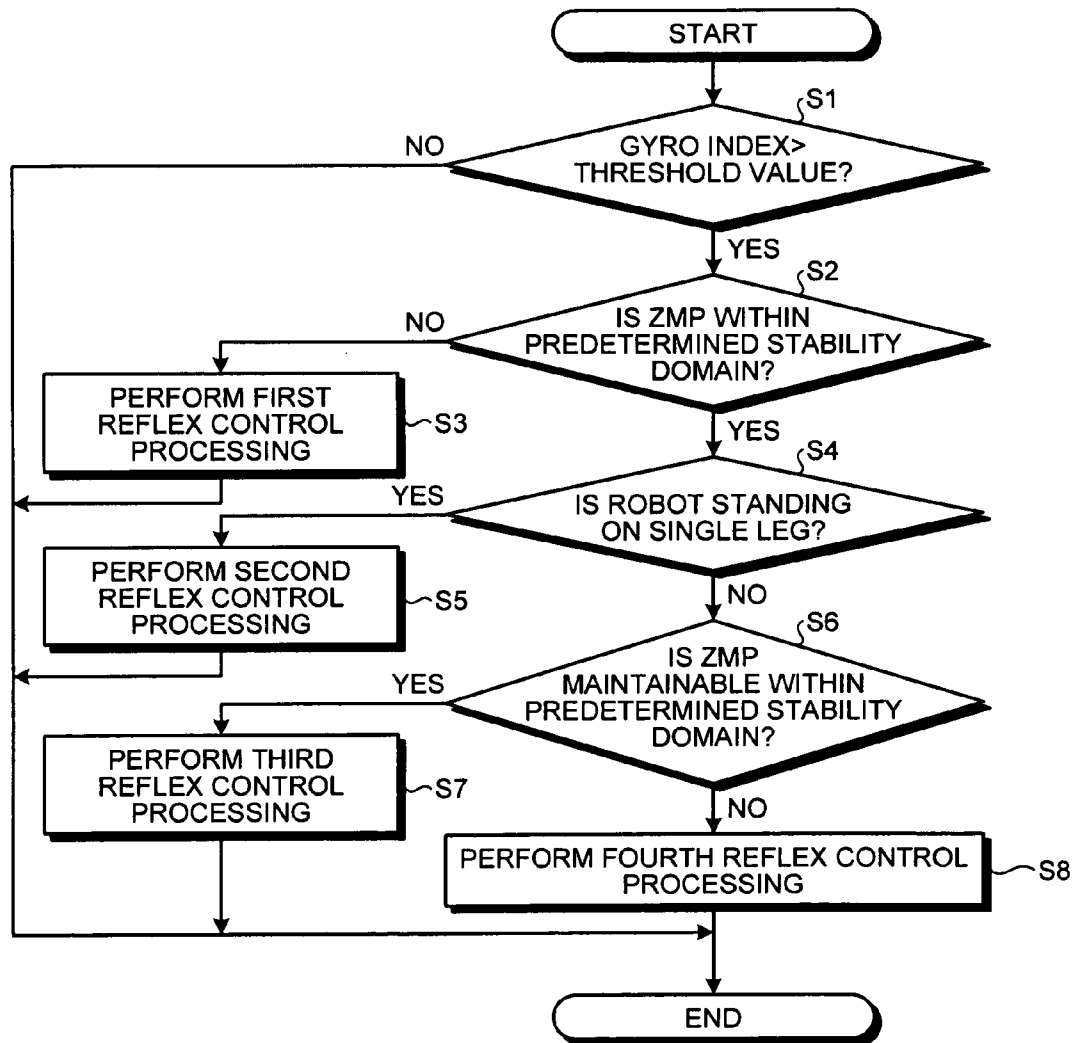 START
S1
GYRO INDEX>
THRESHOLD VALUE?
NO
YES
S2
IS ZMP WITHIN
PREDETERMINED STABILITY
DOMAIN?
NO
PERFORM FIRST
REFLEX CONTROL
PROCESSING
S3
YES
S4
IS ROBOT STANDING
ON SINGLE LEG?
YES
PERFORM SECOND
REFLEX CONTROL
PROCESSING
S5
NO
S6
IS ZMP
MAINTAINABLE WITHIN
PREDETERMINED STABILITY
DOMAIN?
YES
PERFORM THIRD
REFLEX CONTROL
PROCESSING
S7
NO
PERFORM FOURTH REFLEX CONTROL
PROCESSING
S8
END